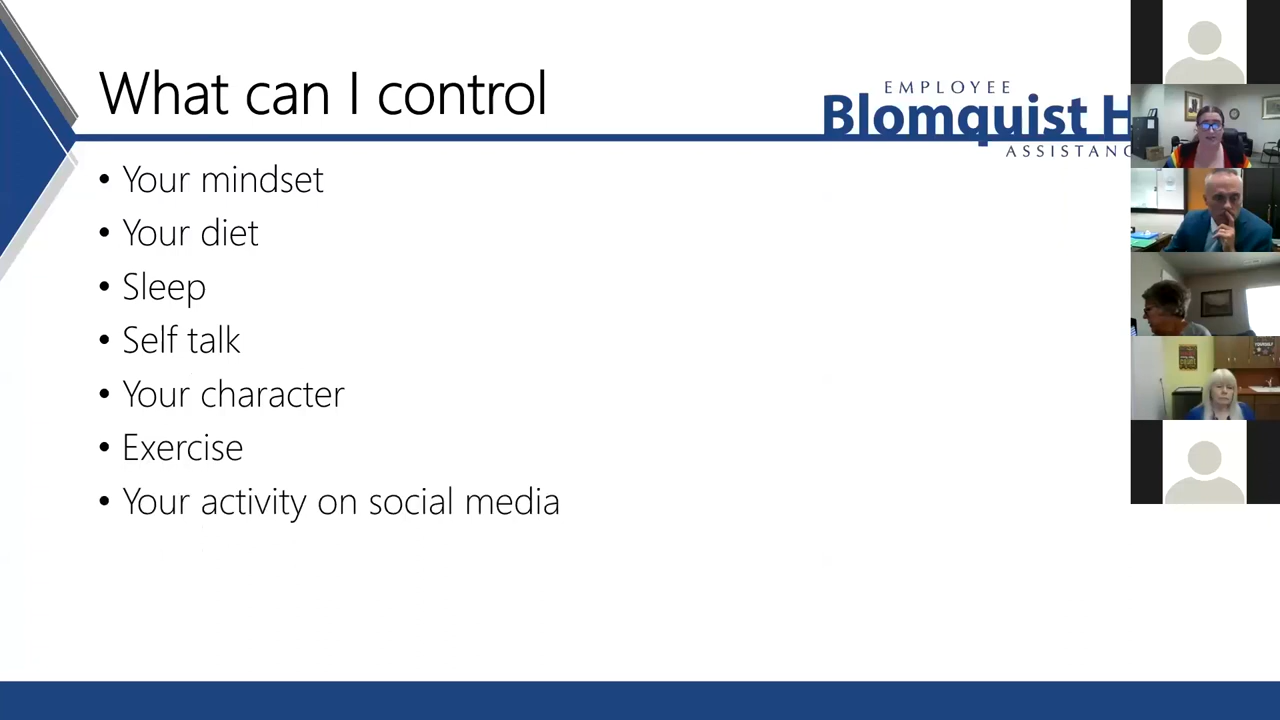 What can I control
EMPLOYEE
Blomquist H
ASSISTANC
• Your mindset
• Your diet
• Sleep
• Self talk
• Your character
• Exercise
• Your activity on social media
YOURSELF